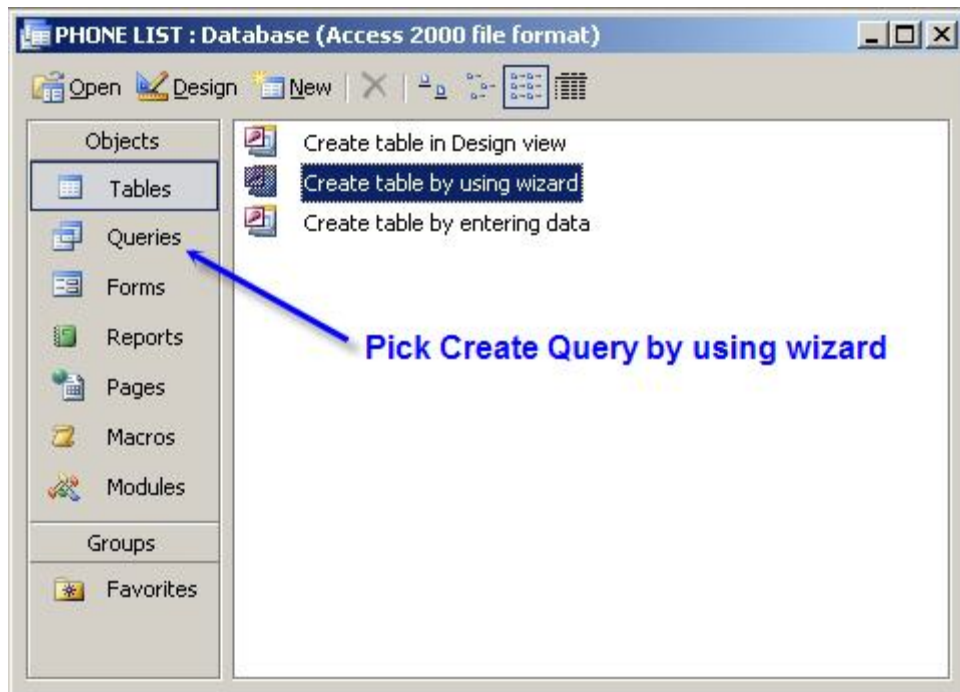 PHONE LIST : Database (Access 2000 file format)
Open Design New
Objects
Tables
Queries
Forms
Reports
Pages
Macros
Modules
Groups
Favorites
Create table in Design view
Create table by using wizard
Create table by entering data
Pick Create Query by using wizard